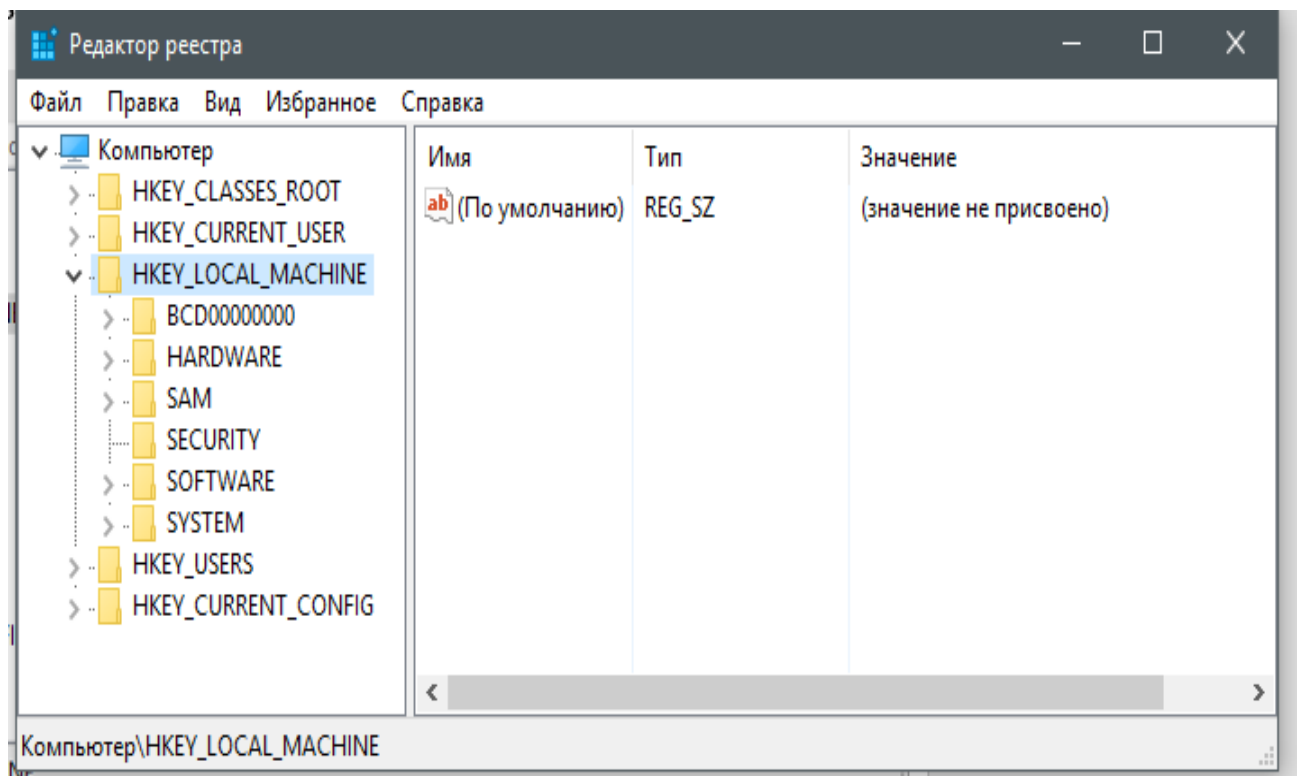 Редактор реестра
Файл Правка Вид Избранное Справка
Компьютер
HKEY_CLASSES_ROOT
HKEY_CURRENT_USER
HKEY_LOCAL_MACHINE
BCD00000000
HARDWARE
SAM
SECURITY
SOFTWARE
SYSTEM
HKEY_USERS
HKEY_CURRENT_CONFIG
Имя Тип Значение
ab (По умолчанию) REG_SZ (значение не присвоено)
Компьютер\HKEY_LOCAL_MACHINE